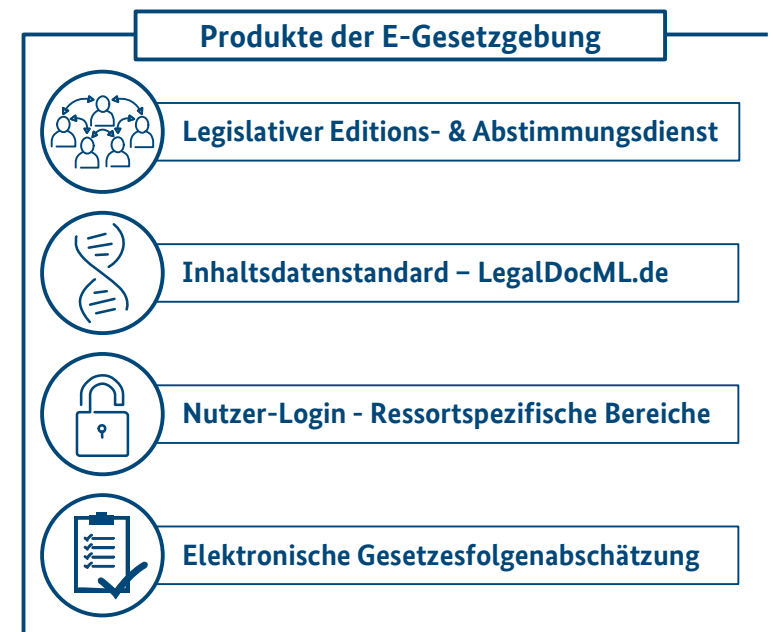 Produkte der E-Gesetzgebung
Legislativer Editions- & Abstimmungsdienst
Inhaltsdatenstandard – LegalDocML.de
Nutzer-Login - Ressortspezifische Bereiche
Elektronische Gesetzesfolgenabschätzung